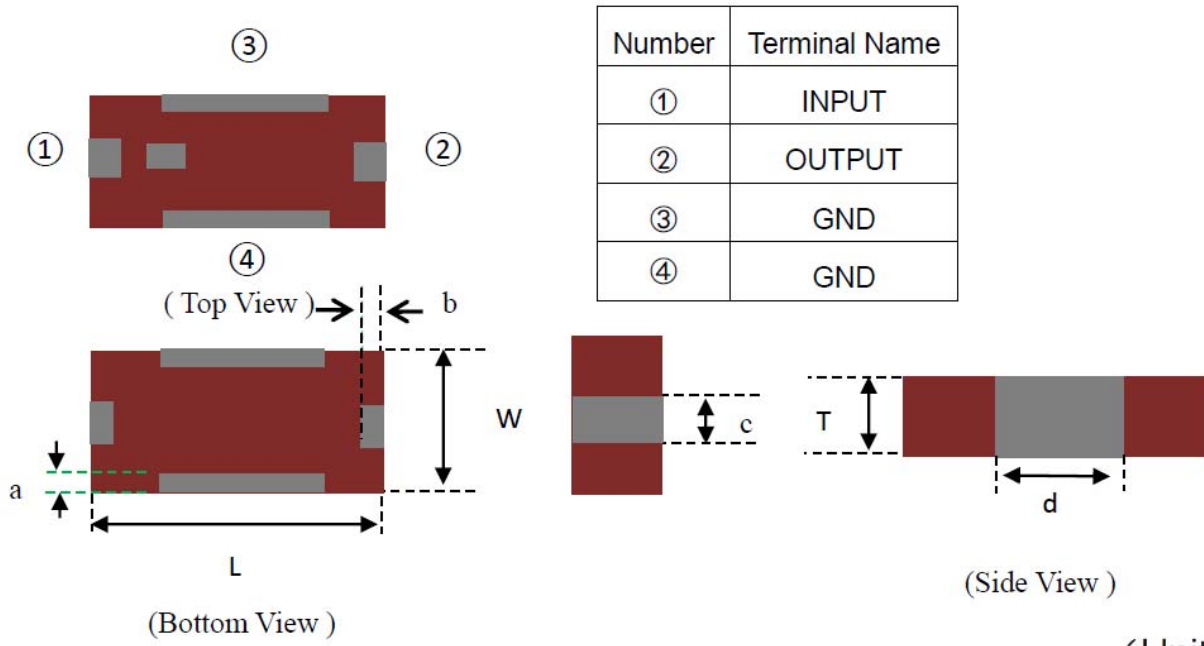 ③
①
②
④
( Top View )
b
Number Terminal Name
① INPUT
② OUTPUT
③ GND
④ GND
W
a
L
(Bottom View )
c
T
d
(Side View )